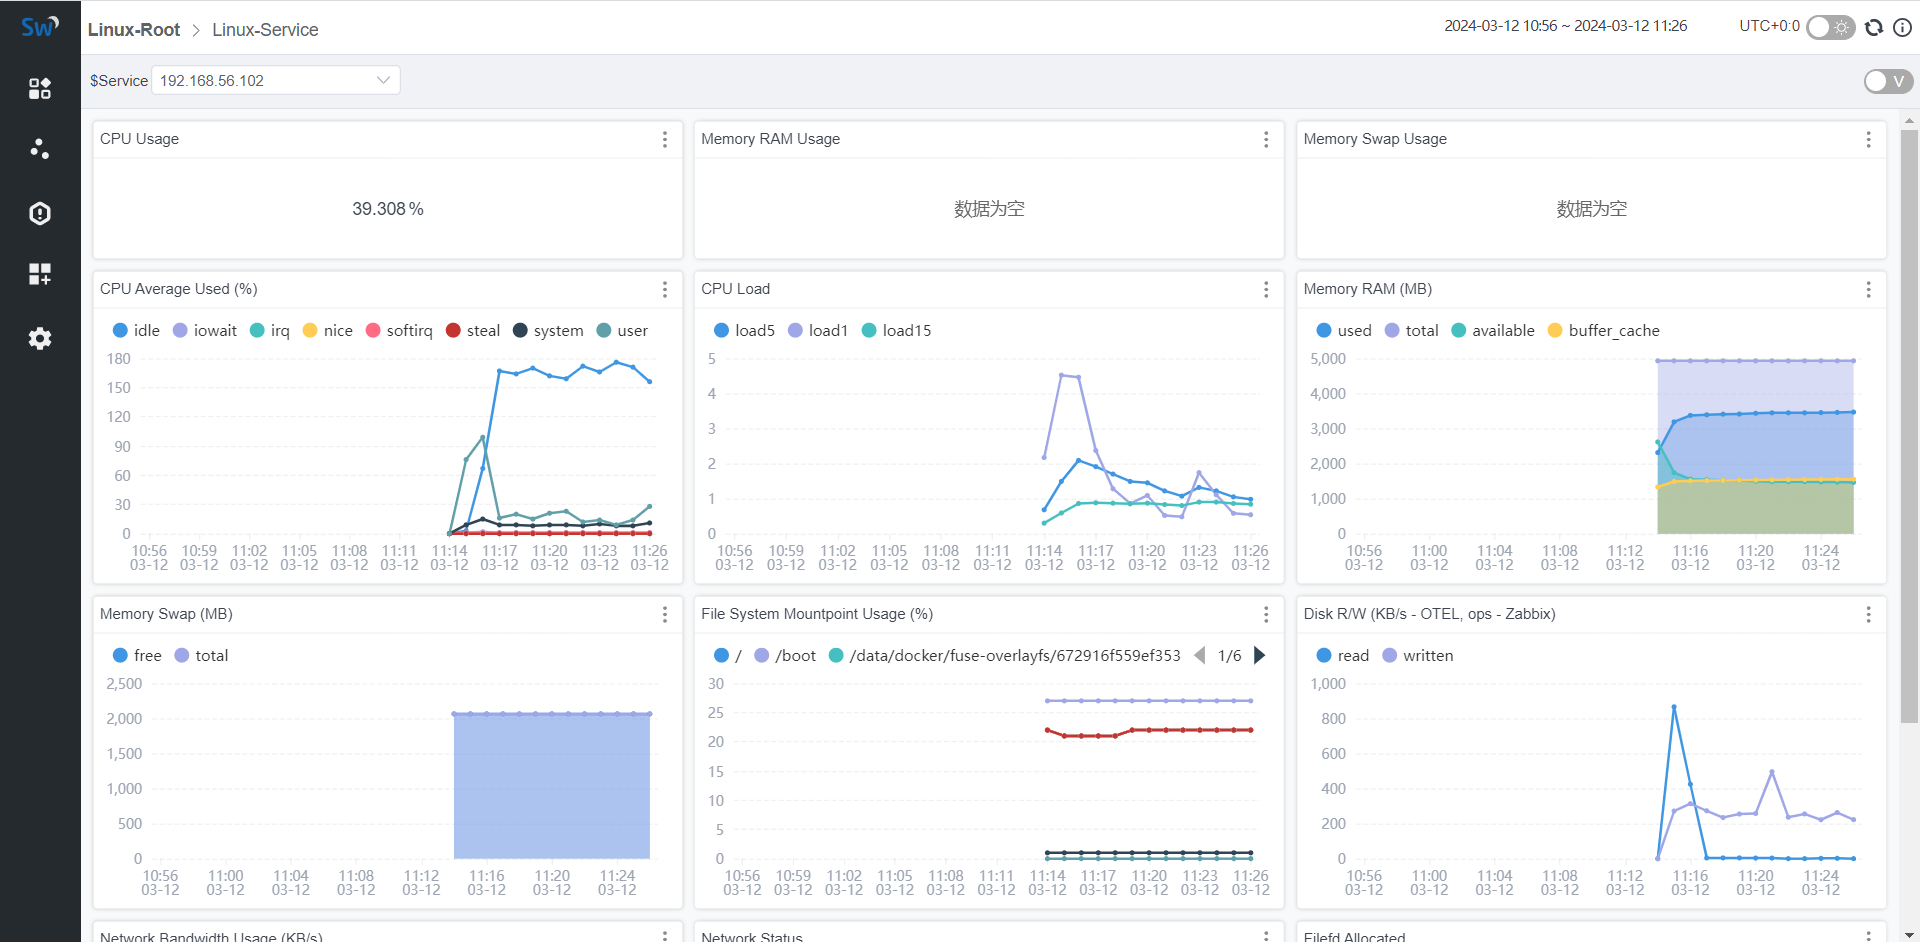 Sw
Linux-Root > Linux-Service
2024-03-12 10:56 ~ 2024-03-12 11:26
UTC+0:0
$Service
192.168.56.102
V
CPU Usage
39.308 %
Memory RAM Usage
数据为空
Memory Swap Usage
数据为空
CPU Average Used (%)
idle iowait irq nice softirq steal system user
180
150
120
90
60
30
0
10:56 10:59 11:02 11:05 11:08 11:11 11:14 11:17 11:20 11:23 11:26
03-12 03-12 03-12 03-12 03-12 03-12 03-12 03-12 03-12 03-12 03-12
CPU Load
load5 load1 load15
5
4
3
2
1
0
10:56 10:59 11:02 11:05 11:08 11:11 11:14 11:17 11:20 11:23 11:26
03-12 03-12 03-12 03-12 03-12 03-12 03-12 03-12 03-12 03-12 03-12
Memory RAM (MB)
used total available buffer_cache
5,000
4,000
3,000
2,000
1,000
0
10:56 11:00 11:04 11:08 11:12 11:16 11:20 11:24
03-12 03-12 03-12 03-12 03-12 03-12 03-12 03-12
Memory Swap (MB)
free total
2,500
2,000
1,500
1,000
500
0
10:56 11:00 11:04 11:08 11:12 11:16 11:20 11:24
03-12 03-12 03-12 03-12 03-12 03-12 03-12 03-12
File System Mountpoint Usage (%)
/ /boot /data/docker/fuse-overlayfs/672916f559ef353 1/6
30
25
20
15
10
5
0
10:56 10:59 11:02 11:05 11:08 11:11 11:14 11:17 11:20 11:23 11:26
03-12 03-12 03-12 03-12 03-12 03-12 03-12 03-12 03-12 03-12 03-12
Disk R/W (KB/s - OTEL, ops - Zabbix)
read written
1,000
800
600
400
200
0
10:56 11:00 11:04 11:08 11:12 11:16 11:20 11:24
03-12 03-12 03-12 03-12 03-12 03-12 03-12 03-12
Network Bandwidth Usage (KB/s)
Network Status
Filefd Allocated